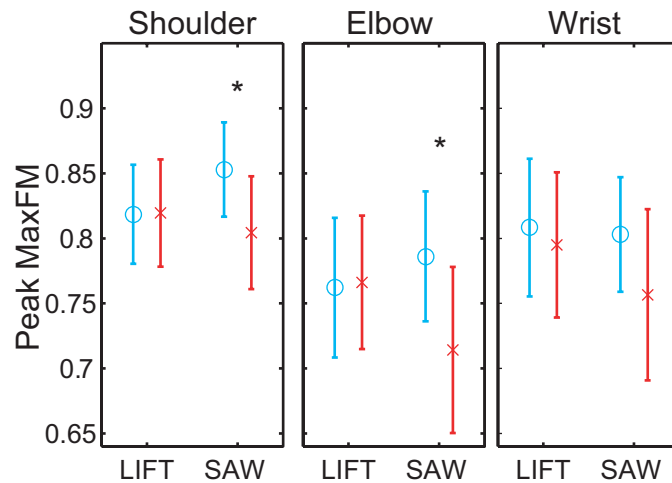 Shoulder Elbow Wrist
* *
Peak MaxFM
0.9
0.85
0.8
0.75
0.7
0.65
LIFT SAW LIFT SAW LIFT SAW